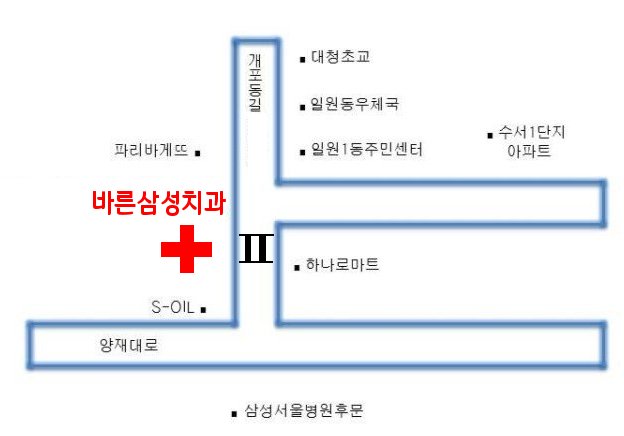 개포동길
대청초교
일원동우체국
수서1단지
아파트
파리바게뜨
일원1동주민센터
바른삼성치과
하나로마트
S-OIL
양재대로
삼성서울병원후문